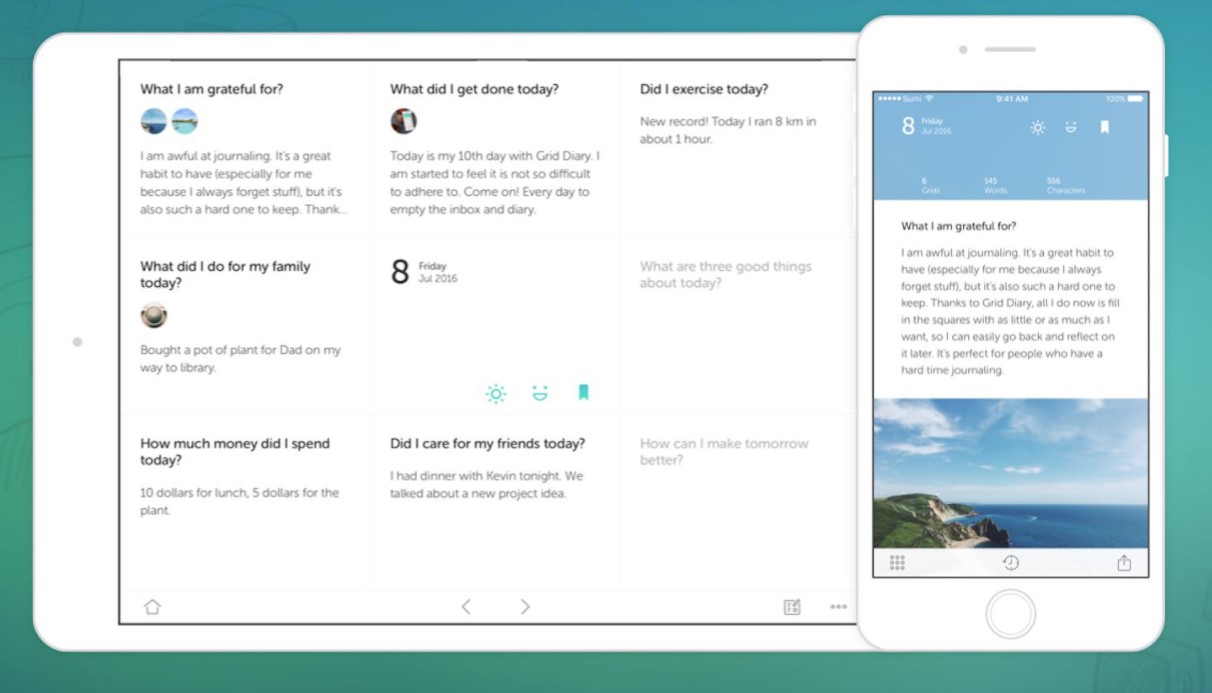 What I am grateful for?
I am awful at journaling. It's a great
habit to have (especially for me
because I always forget stuff), but it's
also such a hard one to keep. Thank...
What did I get done today?
Today is my 10th day with Grid Diary. I
am started to feel it is not so difficult
to adhere to. Come on! Every day to
empty the inbox and diary.
Did I exercise today?
New record! Today I ran 8 km in
about 1 hour.
What did I do for my family
today?
Bought a pot of plant for Dad on my
way to library.
8 Friday
Jul 2016
What are three good things
about today?
How much money did I spend
today?
10 dollars for lunch, 5 dollars for the
plant.
Did I care for my friends today?
I had dinner with Kevin tonight. We
talked about a new project idea.
How can I make tomorrow
better?
Sumi 9:41 AM 100%
8 Friday
Jul 2016
6 145 556
Grids Words Characters
What I am grateful for?
I am awful at journaling. It's a great habit to
have (especially for me because I always
forget stuff), but it's also such a hard one to
keep. Thanks to Grid Diary, all I do now is fill
in the squares with as little or as much as I
want, so I can easily go back and reflect on
it later. It's perfect for people who have a
hard time journaling.